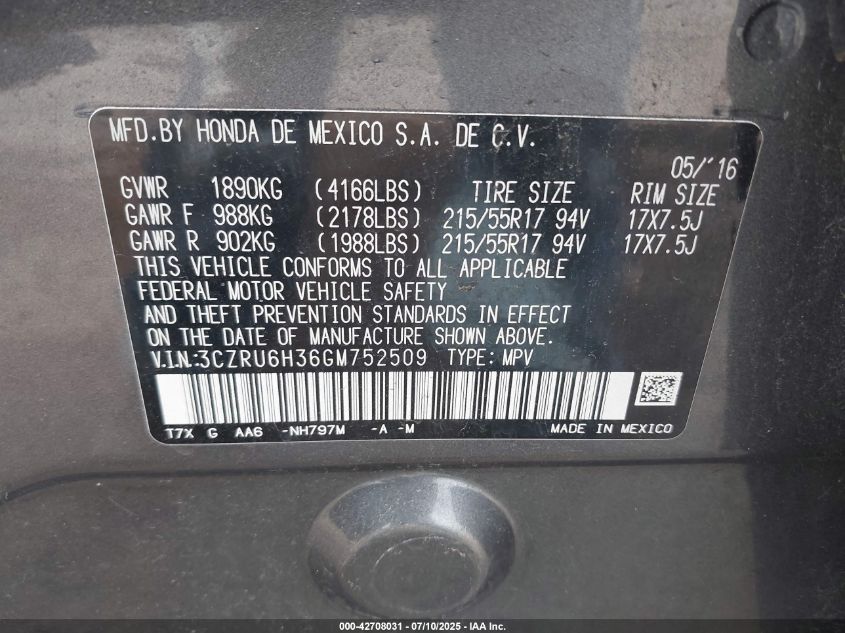 MFD.BY HONDA DE MEXICO S.A. DE C.V.
05/'16
GVWR 1890KG (4166LBS) TIRE SIZE RIM SIZE
GAWR F 988KG (2178LBS) 215/55R17 94V 17X7.5J
GAWR R 902KG (1988LBS) 215/55R17 94V 17X7.5J
THIS VEHICLE CONFORMS TO ALL APPLICABLE
FEDERAL MOTOR VEHICLE SAFETY
AND THEFT PREVENTION STANDARDS IN EFFECT
ON THE DATE OF MANUFACTURE SHOWN ABOVE.
V.I.N.:3CZRU6H36GM752509 TYPE: MPV
T7X G AA6 -NH797M -A -M MADE IN MEXICO
000-42708031 - 07/10/2025 - IAA Inc.